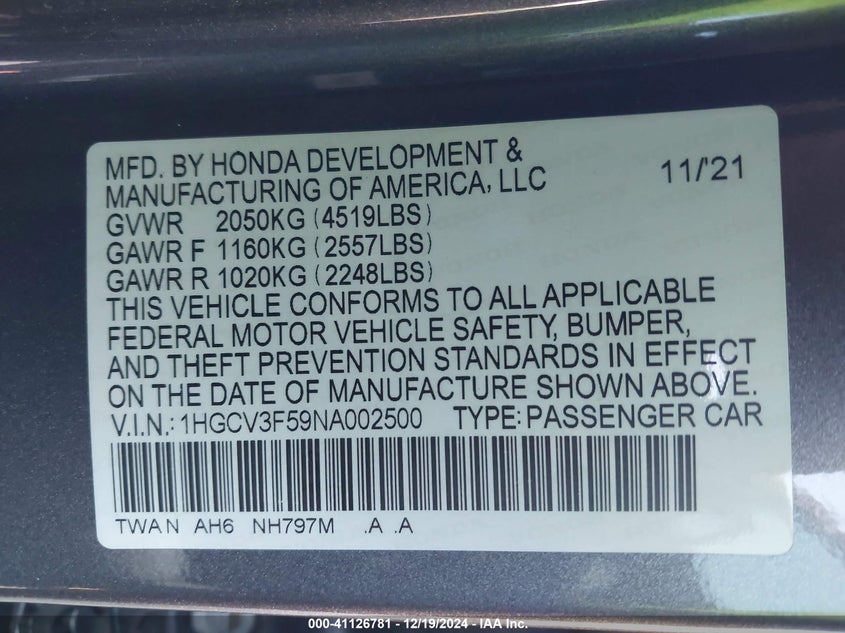 MFD. BY HONDA DEVELOPMENT &
MANUFACTURING OF AMERICA, LLC 11/'21
GVWR 2050KG (4519LBS)
GAWR F 1160KG (2557LBS)
GAWR R 1020KG (2248LBS)
THIS VEHICLE CONFORMS TO ALL APPLICABLE
FEDERAL MOTOR VEHICLE SAFETY, BUMPER,
AND THEFT PREVENTION STANDARDS IN EFFECT
ON THE DATE OF MANUFACTURE SHOWN ABOVE.
V.I.N.: 1HGCV3F59NA002500 TYPE: PASSENGER CAR
TWA N AH6 NH797M .A .A
000-41126781 - 12/19/2024 - IAA Inc.